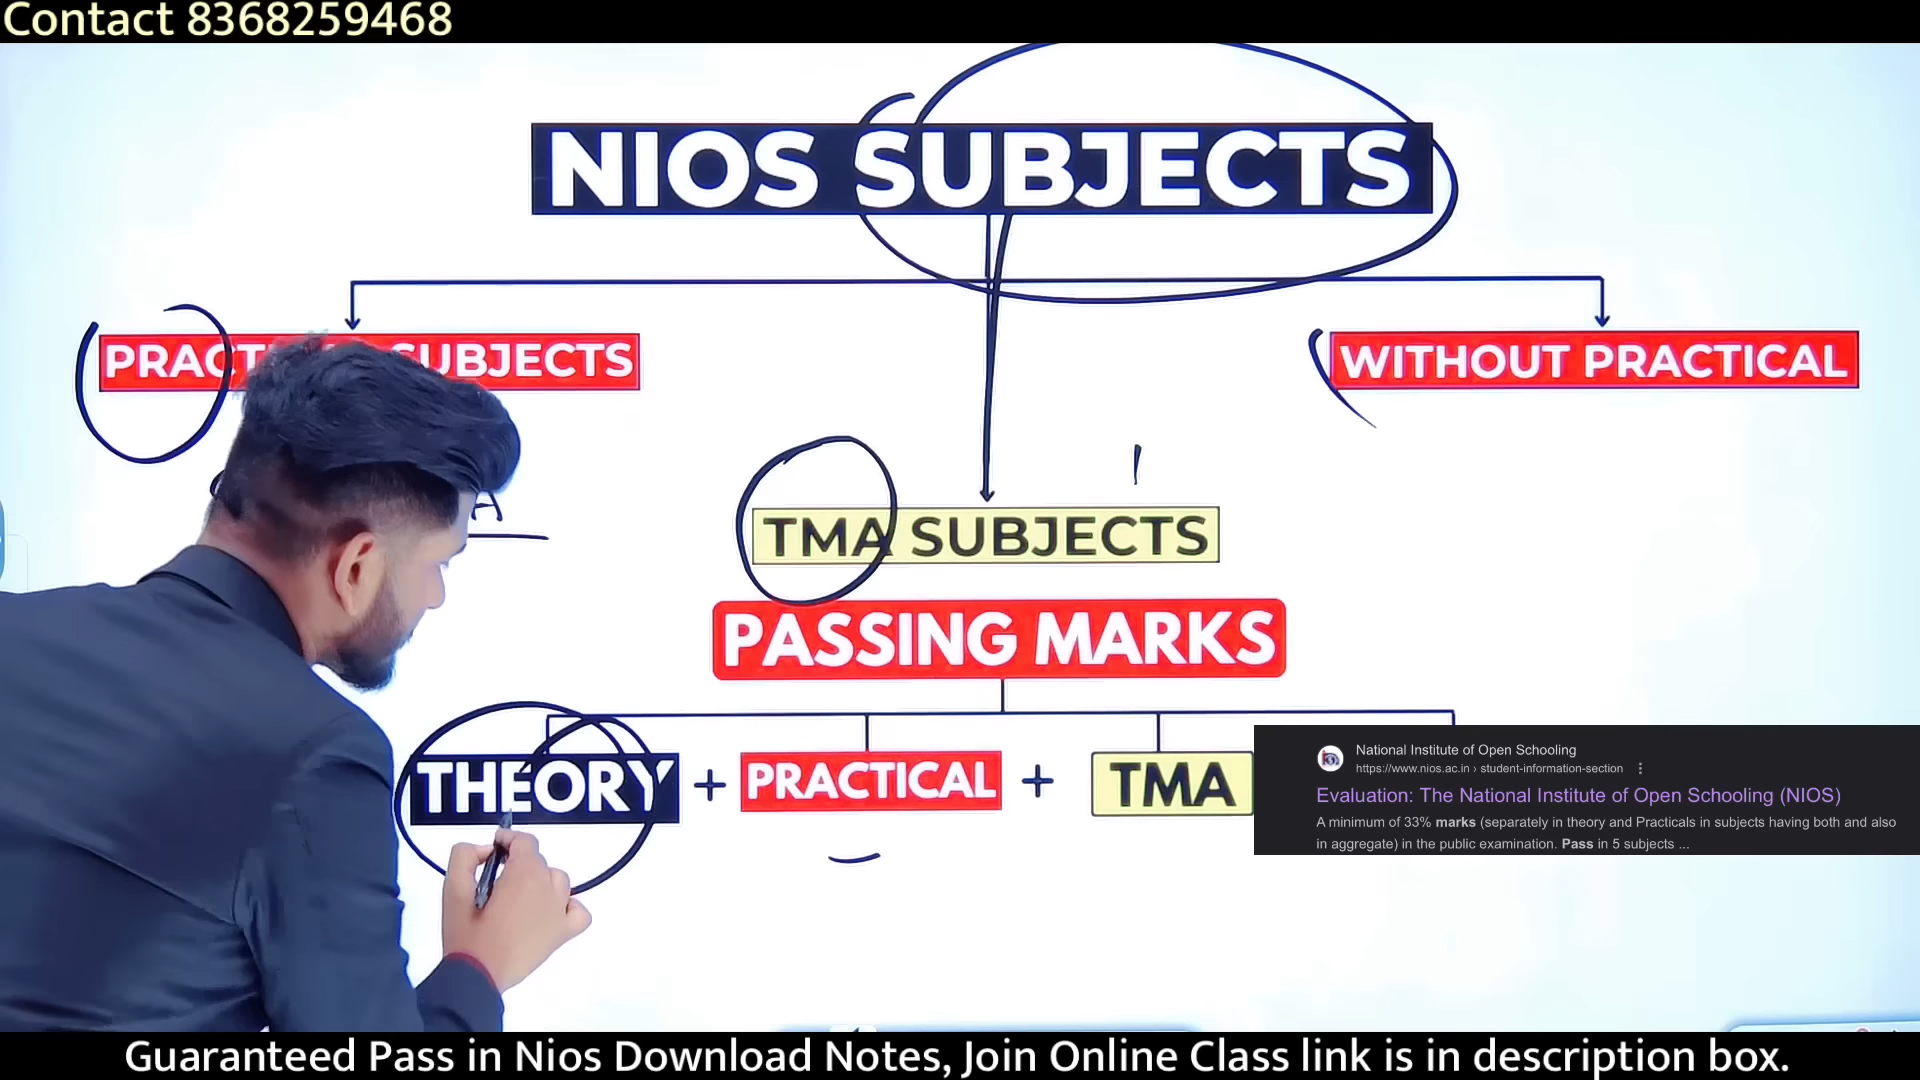 Contact 8368259468
NIOS SUBJECTS
SUBJECTS
WITHOUT PRACTICAL
TMA SUBJECTS
PASSING MARKS
THEORY + PRACTICAL + TMA
National Institute of Open Schooling
https://www.nios.ac.in › student-information-section
Evaluation: The National Institute of Open Schooling (NIOS)
A minimum of 33% marks (separately in theory and Practicals in subjects having both and also
in aggregate) in the public examination. Pass in 5 subjects ...
Guaranteed Pass in Nios Download Notes, Join Online Class link is in description box.